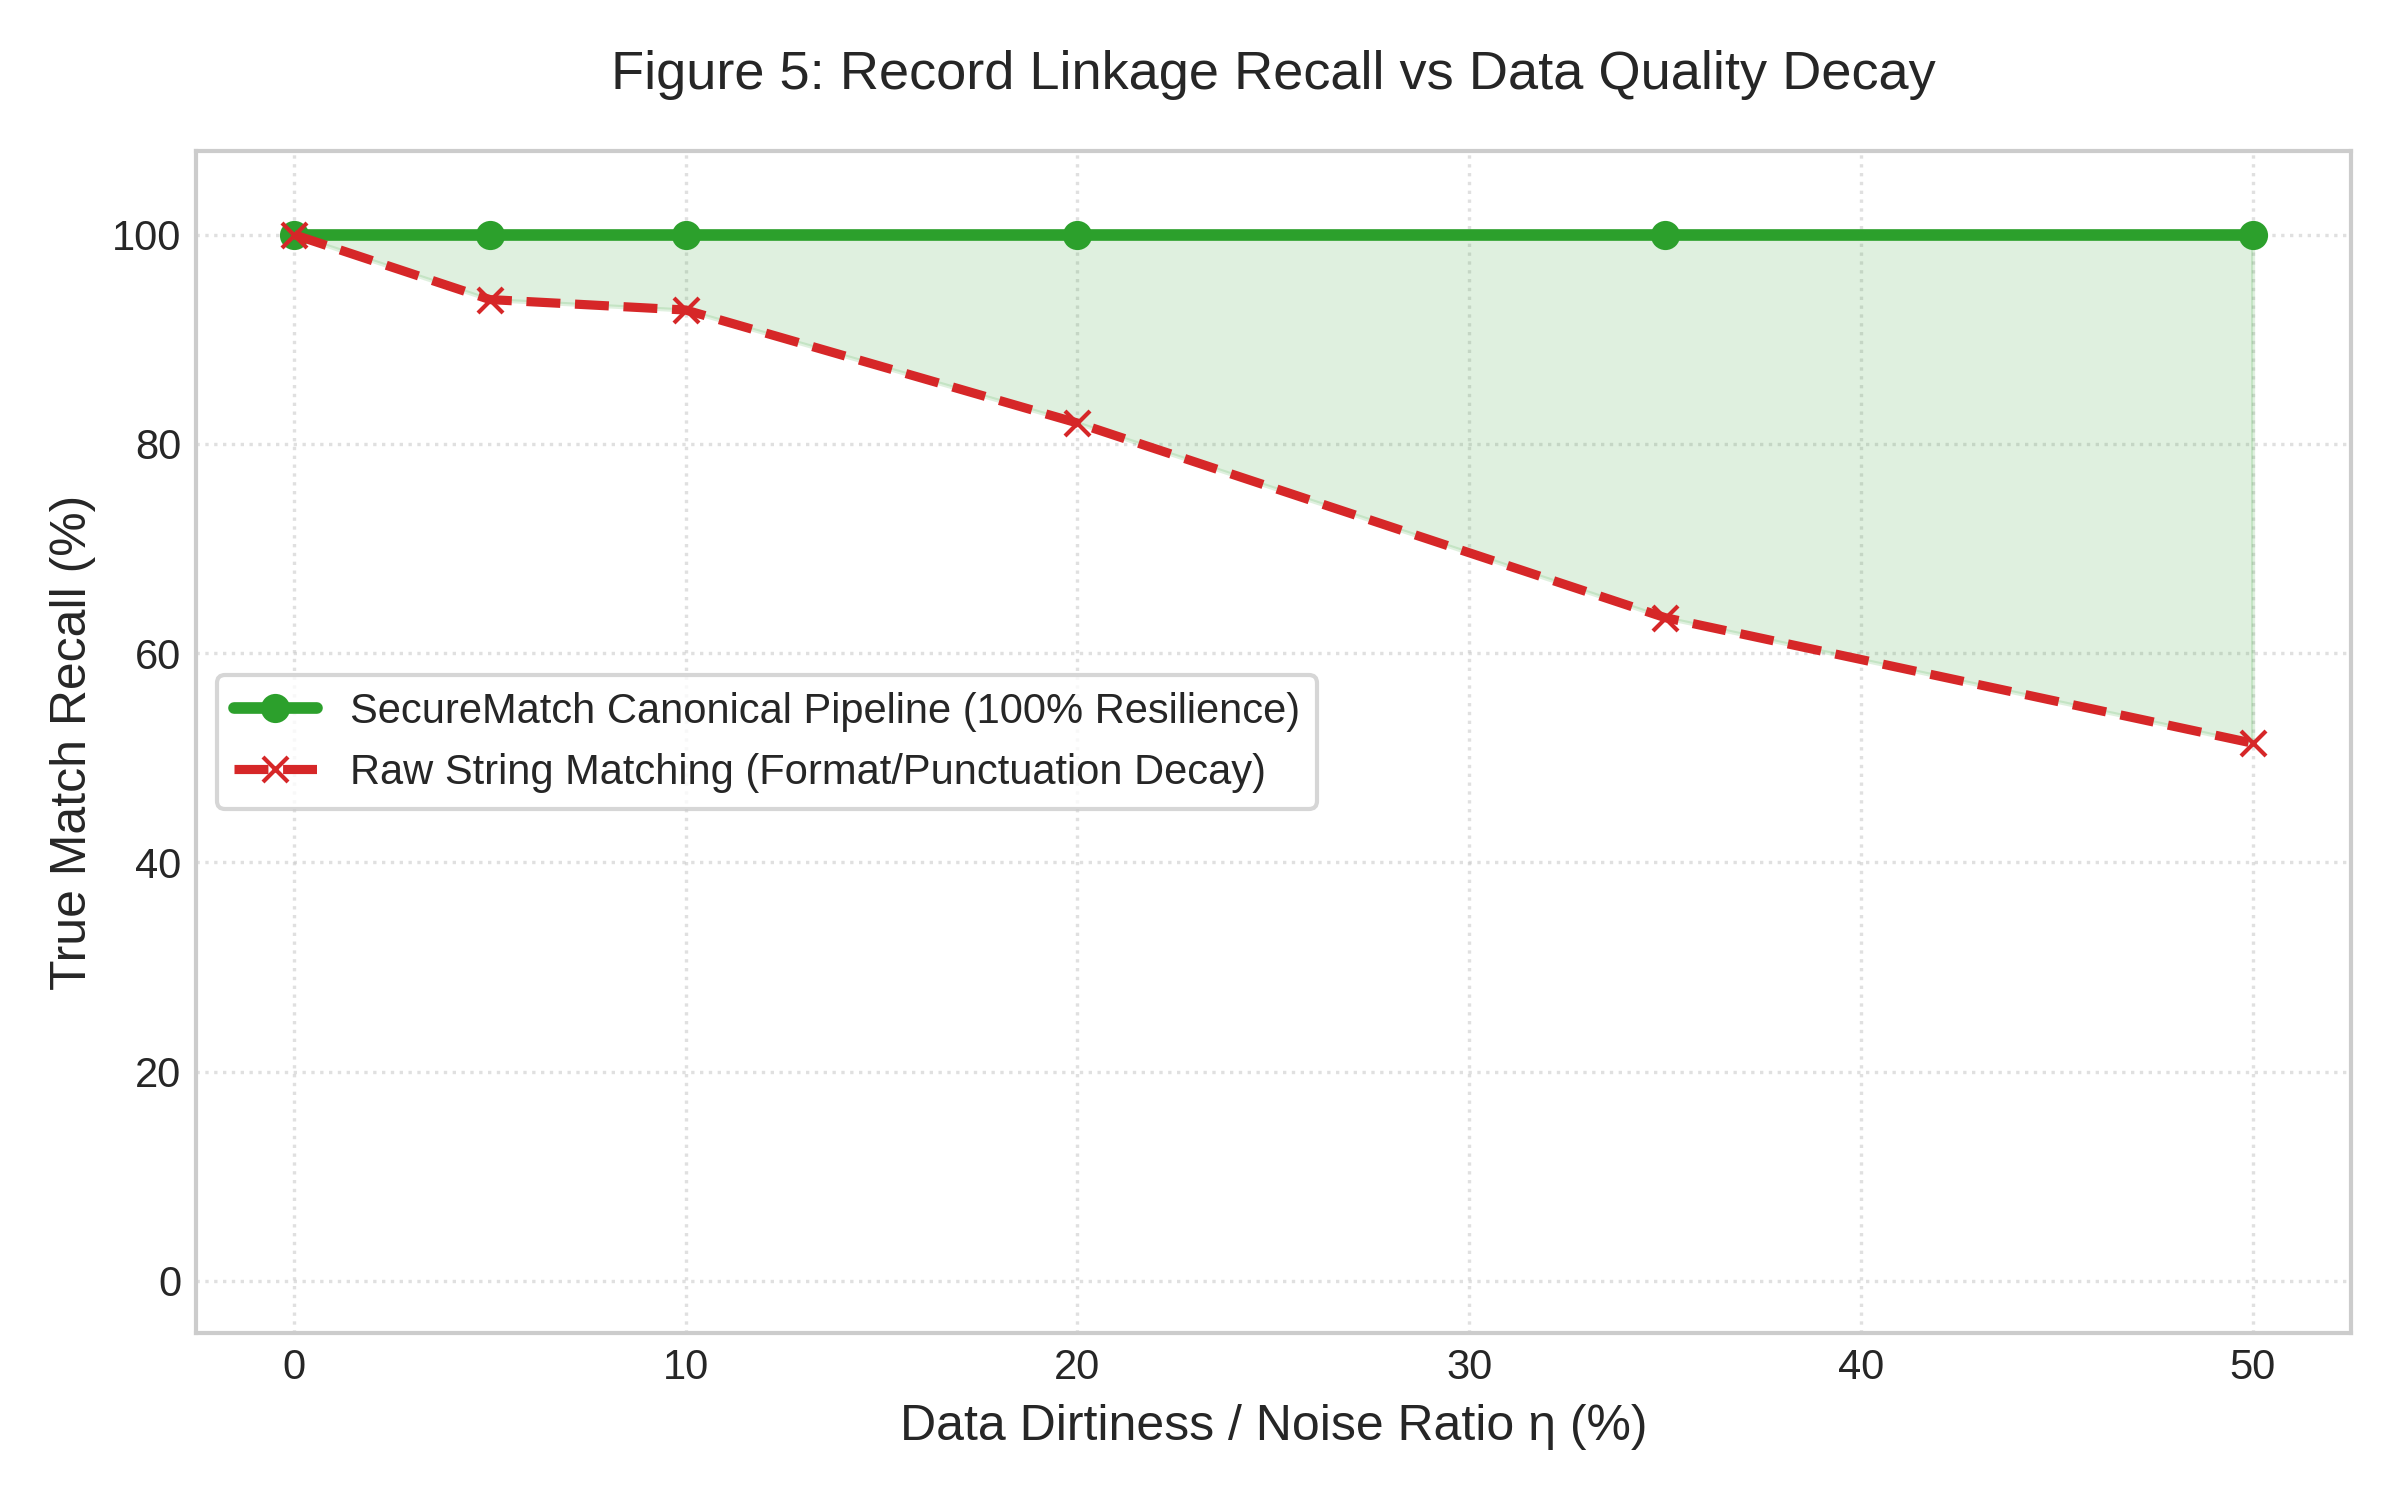 Figure 5: Record Linkage Recall vs Data Quality Decay
True Match Recall (%)
100
80
60
40
20
0
SecureMatch Canonical Pipeline (100% Resilience)
Raw String Matching (Format/Punctuation Decay)
0 10 20 30 40 50
Data Dirtiness / Noise Ratio η (%)